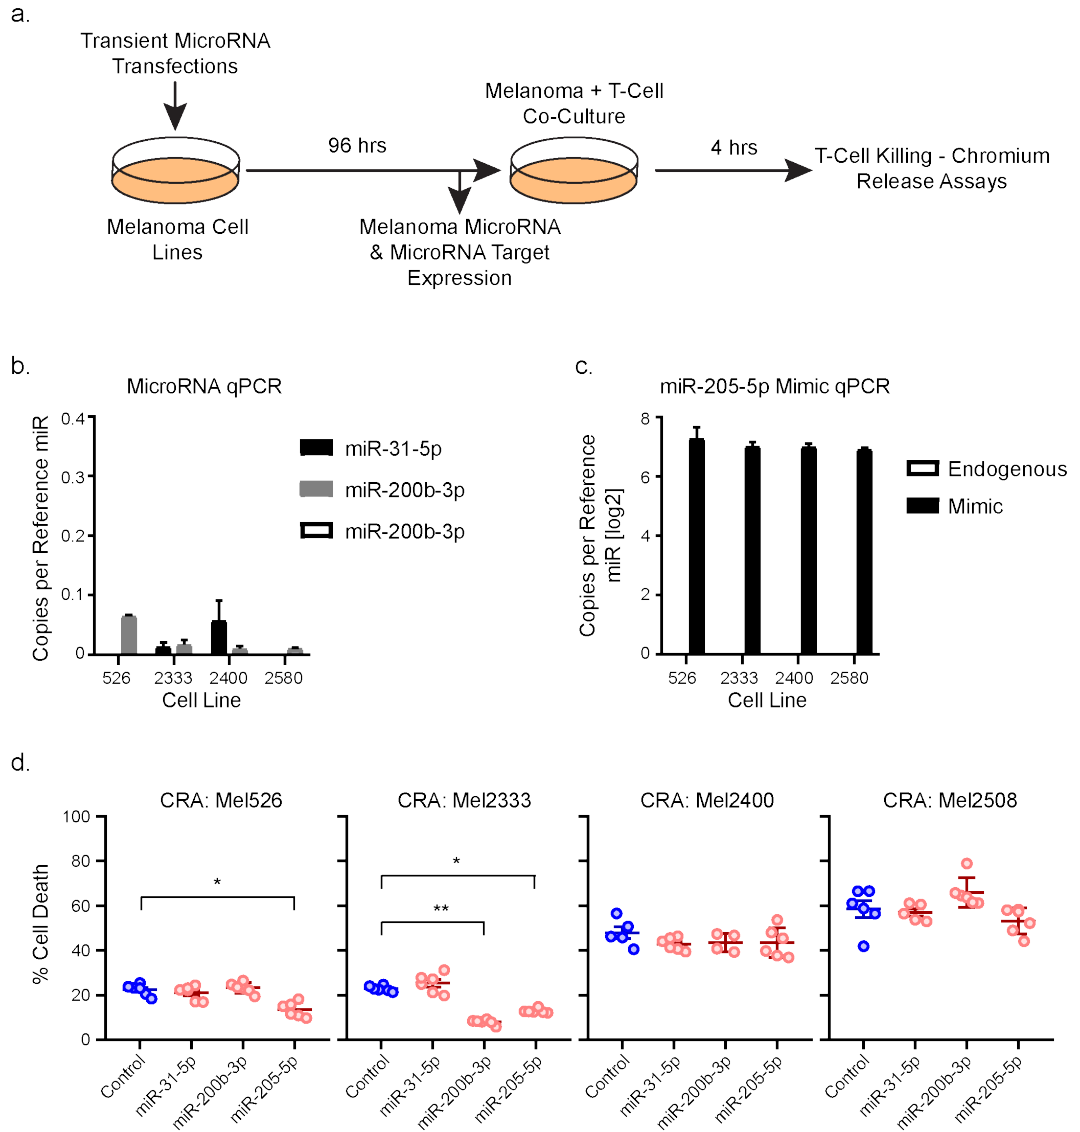 a.
Transient MicroRNA
Transfections
Melanoma + T-Cell
Co-Culture
96 hrs
4 hrs
T-Cell Killing - Chromium
Release Assays
Melanoma Cell
Lines
Melanoma MicroRNA
& MicroRNA Target
Expression
b.
MicroRNA qPCR
Copies per Reference miR
0.4
0.3
0.2
0.1
0
526
2333
2400
2580
Cell Line
miR-31-5p
miR-200b-3p
miR-200b-3p
c.
miR-205-5p Mimic qPCR
Copies per Reference
miR [log2]
8
6
4
2
0
526
2333
2400
2580
Cell Line
Endogenous
Mimic
d.
CRA: Mel526
CRA: Mel2333
CRA: Mel2400
CRA: Mel2508
% Cell Death
100
80
60
40
20
0
*
*
**
Control
miR-31-5p
miR-200b-3p
miR-205-5p
Control
miR-31-5p
miR-200b-3p
miR-205-5p
Control
miR-31-5p
miR-200b-3p
miR-205-5p
Control
miR-31-5p
miR-200b-3p
miR-205-5p